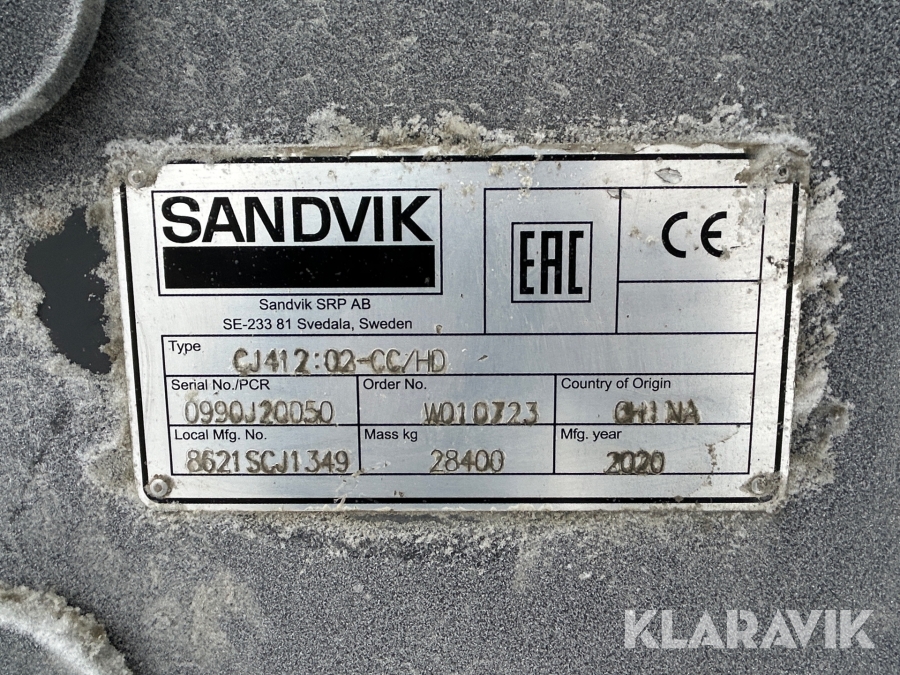 SANDVIK
EAC
CE
Sandvik SRP AB
SE-233 81 Svedala, Sweden
Type
CJ412:02-CC/HD
Serial No./PCR Order No. Country of Origin
0990J20050 WO10723 CHINA
Local Mfg. No. Mass kg Mfg. year
8621SCJ1349 28400 2020
KLARAVIK